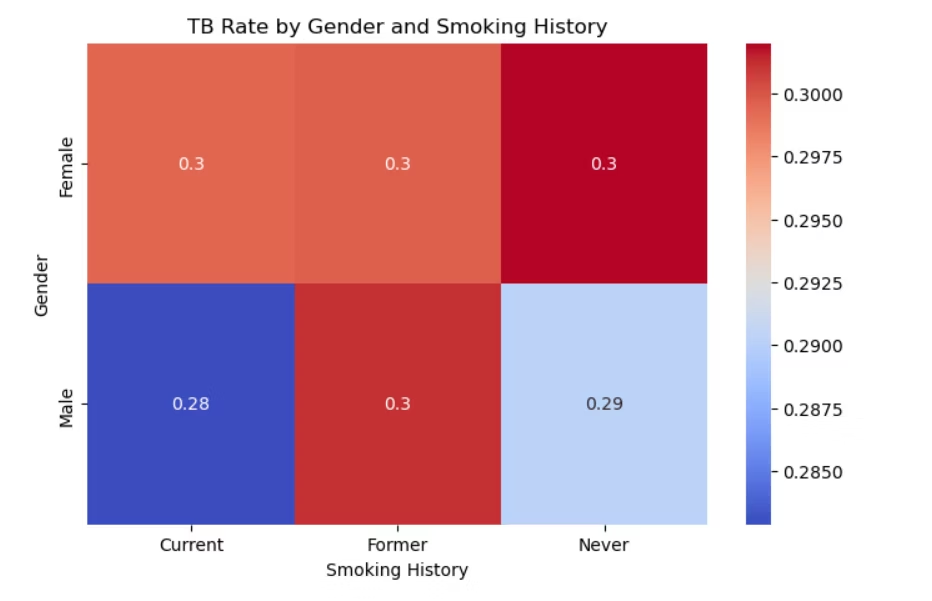 TB Rate by Gender and Smoking History
Gender
Female
0.3
0.3
0.3
Male
0.28
0.3
0.29
Current
Former
Never
Smoking History
0.3000
0.2975
0.2950
0.2925
0.2900
0.2875
0.2850